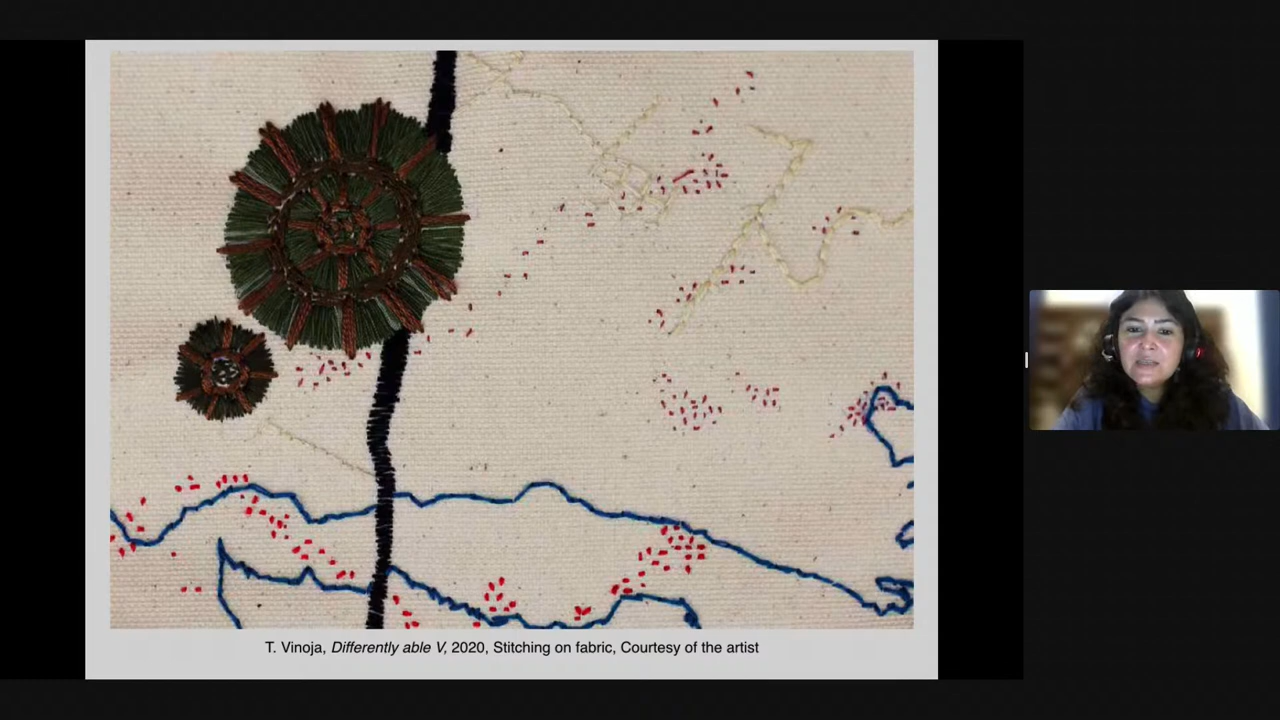 T. Vinoja, Differently able V, 2020, Stitching on fabric, Courtesy of the artist